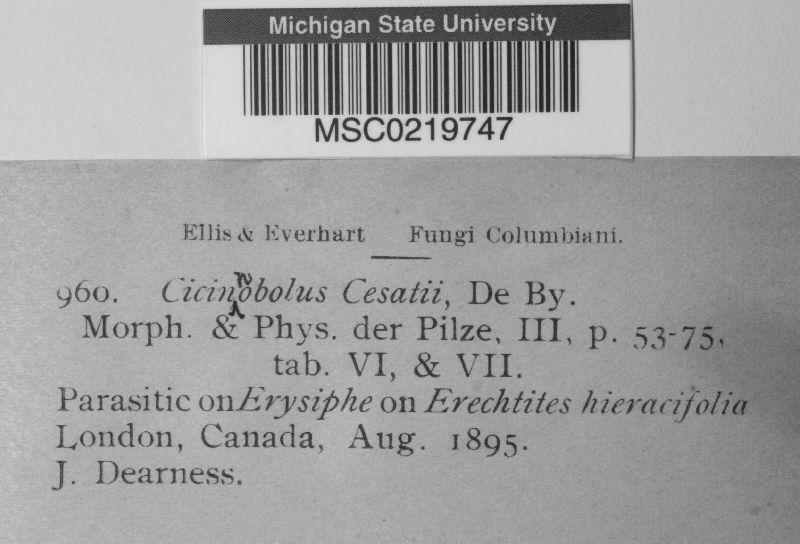 Michigan State University
MSC0219747
Ellis & Everhart Fungi Columbiani.
960. Cicinnobolus Cesatii, De By.
Morph. & Phys. der Pilze, III, p. 53-75,
tab. VI, & VII.
Parasitic on Erysiphe on Erechtites hieracifolia
London, Canada, Aug. 1895.
J. Dearness.